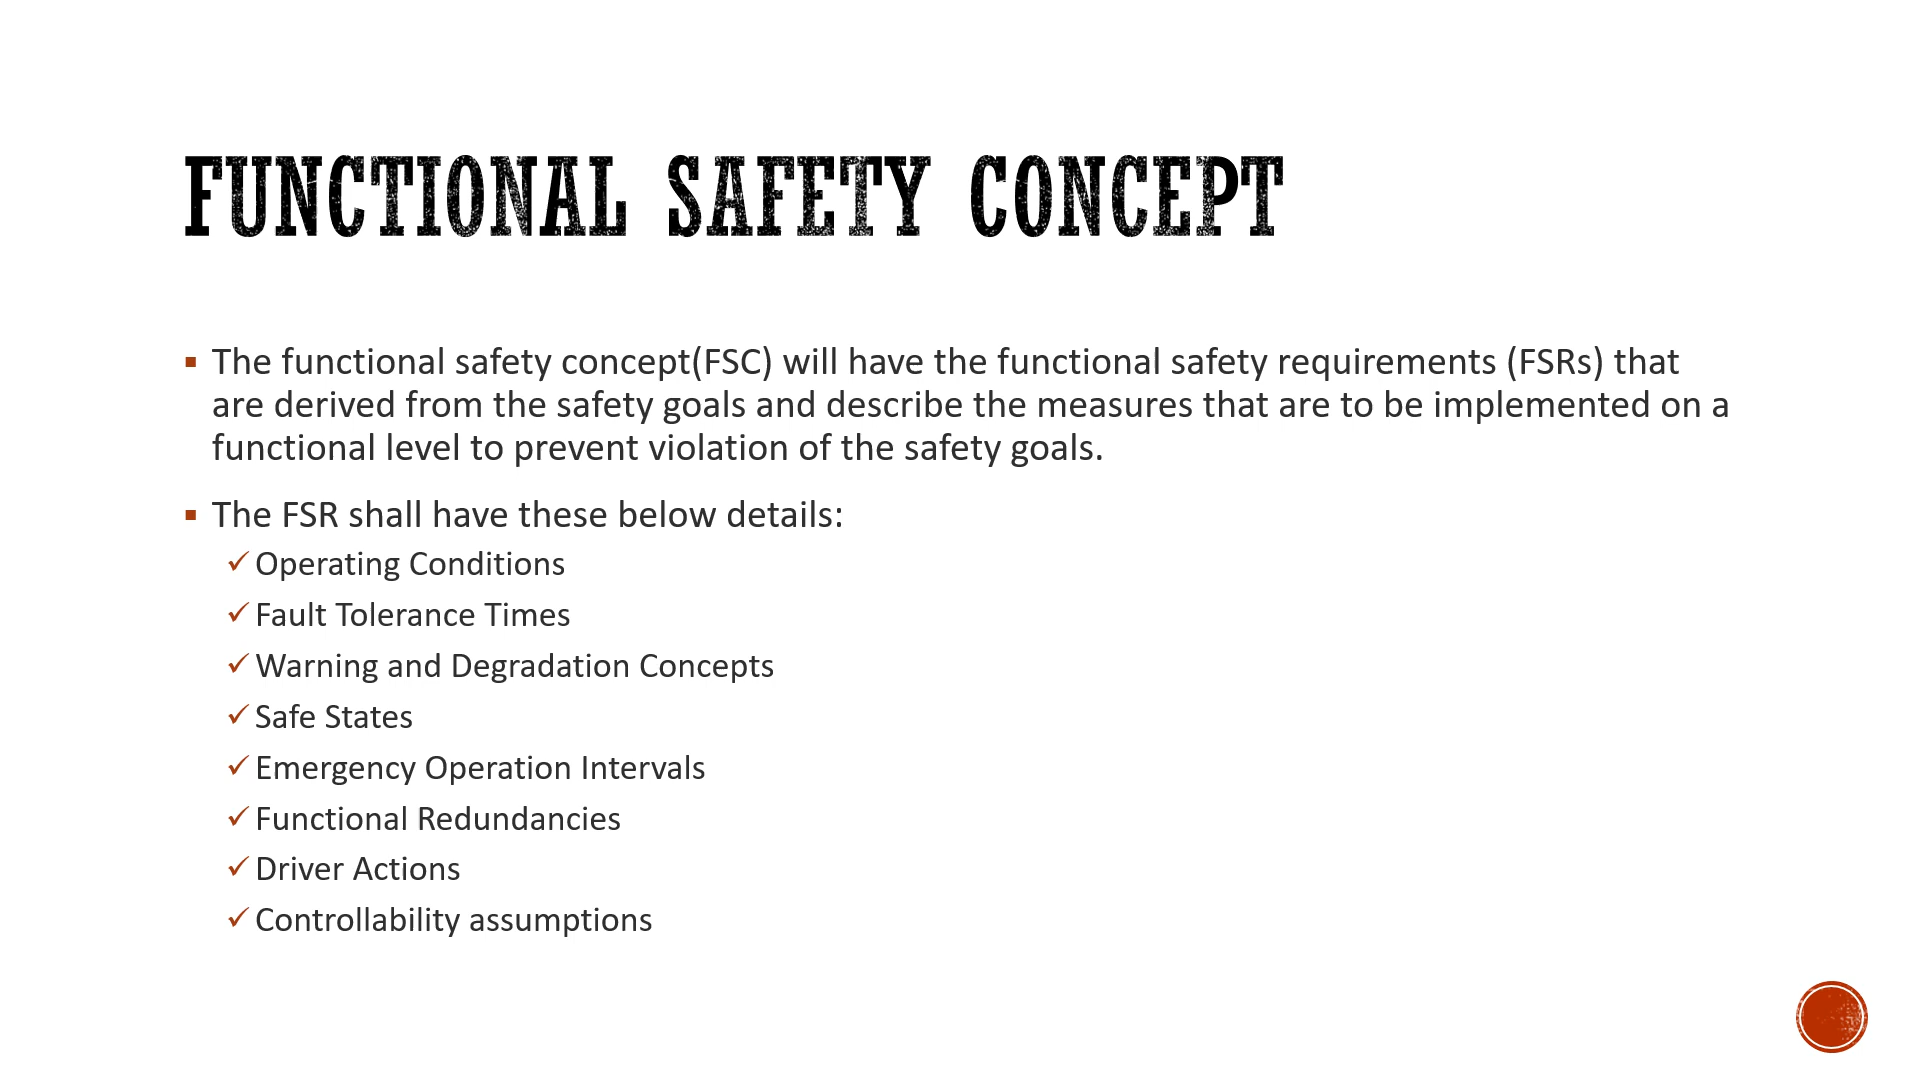 FUNCTIONAL SAFETY CONCEPT
▪ The functional safety concept(FSC) will have the functional safety requirements (FSRs) that
are derived from the safety goals and describe the measures that are to be implemented on a
functional level to prevent violation of the safety goals.
▪ The FSR shall have these below details:
✓ Operating Conditions
✓ Fault Tolerance Times
✓ Warning and Degradation Concepts
✓ Safe States
✓ Emergency Operation Intervals
✓ Functional Redundancies
✓ Driver Actions
✓ Controllability assumptions